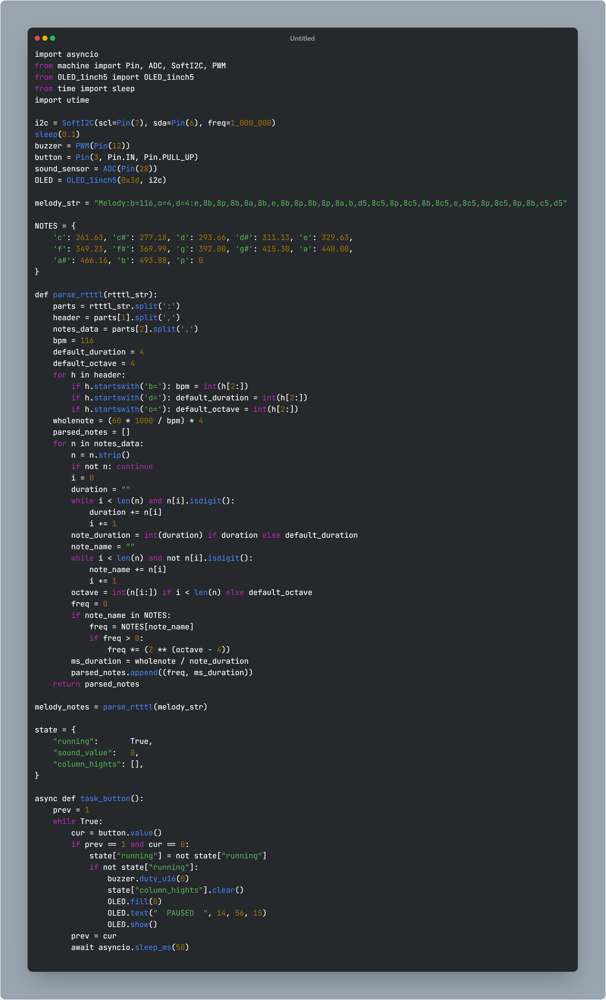 Untitled
import asyncio
from machine import Pin, ADC, SoftI2C, PWM
from OLED_1inch5 import OLED_1inch5
from time import sleep
import utime

i2c = SoftI2C(scl=Pin(7), sda=Pin(6), freq=1_000_000)
sleep(0.1)
buzzer = PWM(Pin(12))
button = Pin(3, Pin.IN, Pin.PULL_UP)
sound_sensor = ADC(Pin(28))
OLED = OLED_1inch5(0x3d, i2c)

melody_str = "Melody:b=116,o=4,d=4:e,8b,8p,8b,8a,8b,e,8b,8p,8b,8p,8a,b,d5,8c5,8p,8c5,8b,8c5,e,8c5,8p,8c5,8p,8b,c5,d5"

NOTES = {
    'c': 261.63, 'c#': 277.18, 'd': 293.66, 'd#': 311.13, 'e': 329.63,
    'f': 349.23, 'f#': 369.99, 'g': 392.00, 'g#': 415.30, 'a': 440.00,
    'a#': 466.16, 'b': 493.88, 'p': 0
}

def parse_rtttl(rtttl_str):
    parts = rtttl_str.split(':')
    header = parts[1].split(',')
    notes_data = parts[2].split(',')
    bpm = 116
    default_duration = 4
    default_octave = 4
    for h in header:
        if h.startswith('b='): bpm = int(h[2:])
        if h.startswith('d='): default_duration = int(h[2:])
        if h.startswith('o='): default_octave = int(h[2:])
    wholenote = (60 * 1000 / bpm) * 4
    parsed_notes = []
    for n in notes_data:
        n = n.strip()
        if not n: continue
        i = 0
        duration = ""
        while i < len(n) and n[i].isdigit():
            duration += n[i]
            i += 1
        note_duration = int(duration) if duration else default_duration
        note_name = ""
        while i < len(n) and not n[i].isdigit():
            note_name += n[i]
            i += 1
        octave = int(n[i:]) if i < len(n) else default_octave
        freq = 0
        if note_name in NOTES:
            freq = NOTES[note_name]
            if freq > 0:
                freq *= (2 ** (octave - 4))
        ms_duration = wholenote / note_duration
        parsed_notes.append((freq, ms_duration))
    return parsed_notes

melody_notes = parse_rtttl(melody_str)

state = {
    "running":       True,
    "sound_value":   0,
    "column_hights": [],
}

async def task_button():
    prev = 1
    while True:
        cur = button.value()
        if prev == 1 and cur == 0:
            state["running"] = not state["running"]
            if not state["running"]:
                buzzer.duty_u16(0)
                state["column_hights"].clear()
                OLED.fill(0)
                OLED.text("  PAUSED  ", 14, 56, 15)
                OLED.show()
        prev = cur
        await asyncio.sleep_ms(50)